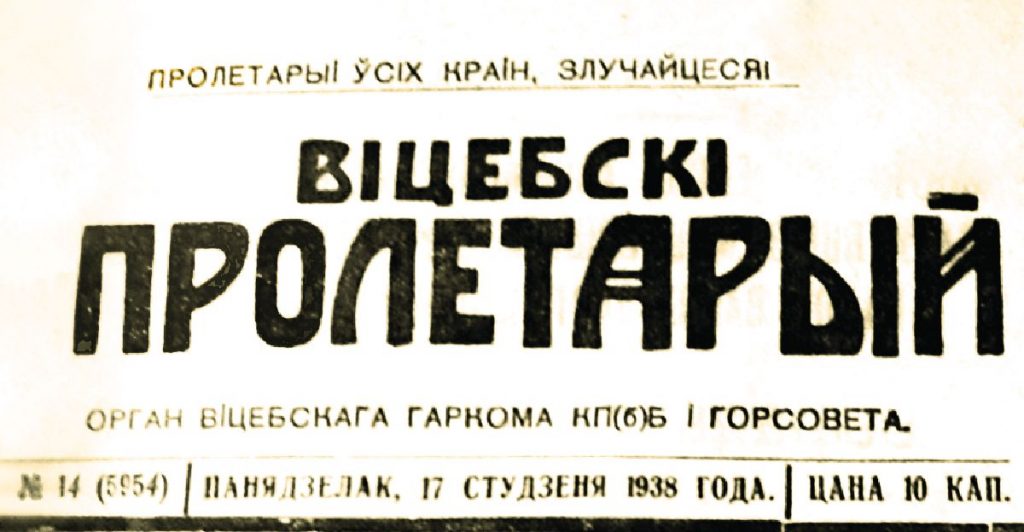 ПРОЛЕТАРЫІ ЎСІХ КРАІН, ЗЛУЧАЙЦЕСЯ!
ВІЦЕБСКІ
ПРОЛЕТАРЫЙ
ОРГАН ВІЦЕБСКАГА ГАРКОМА КП(б)Б І ГОРСОВЕТА.
№ 14 (5954) ПАНЯДЗЕЛАК, 17 СТУДЗЕНЯ 1938 ГОДА. ЦАНА 10 КАП.